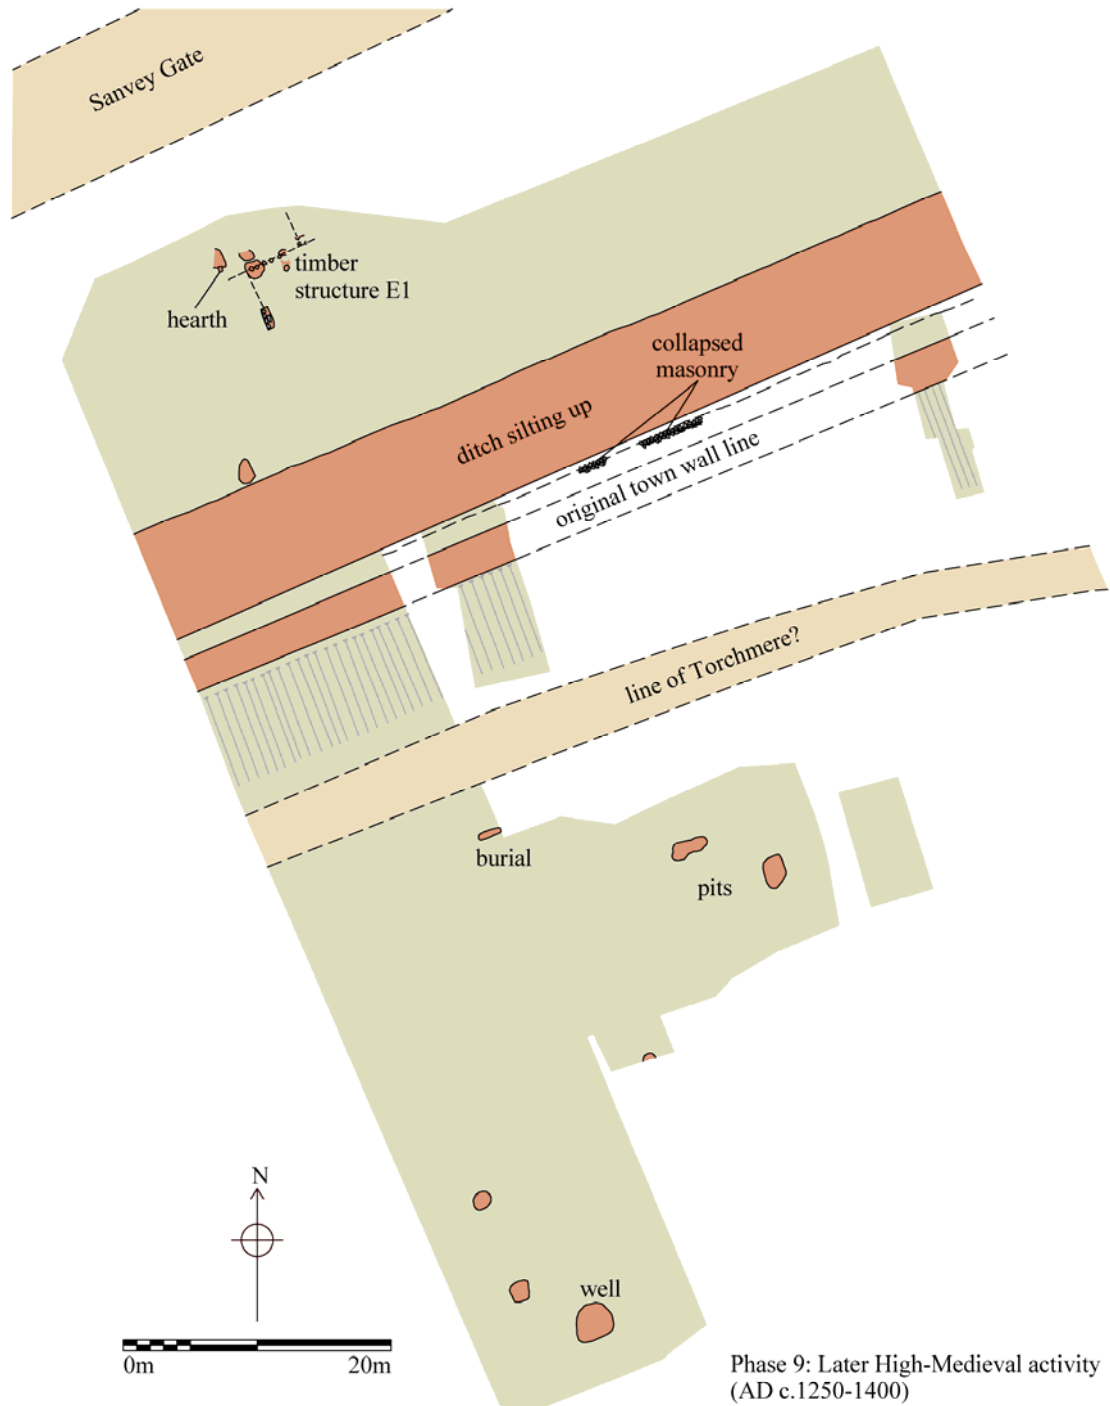 Sanvey Gate
timber
structure E1
hearth
collapsed
masonry
ditch silting up
original town wall line
line of Torchmere?
burial
pits
N
well
0m 20m
Phase 9: Later High-Medieval activity
(AD c.1250-1400)